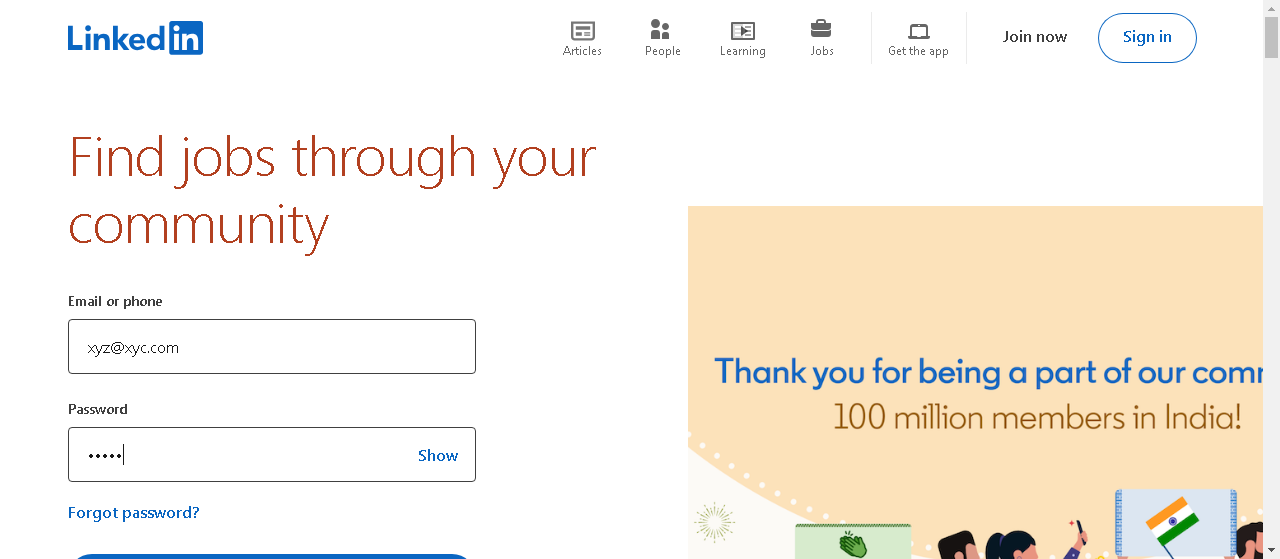 Linkedin
Articles
People
Learning
Jobs
Get the app
Join now
Sign in
Find jobs through your
community
Email or phone
xyz@xyc.com
Password
•••••
Show
Forgot password?
Thank you for being a part of our com
100 million members in India!